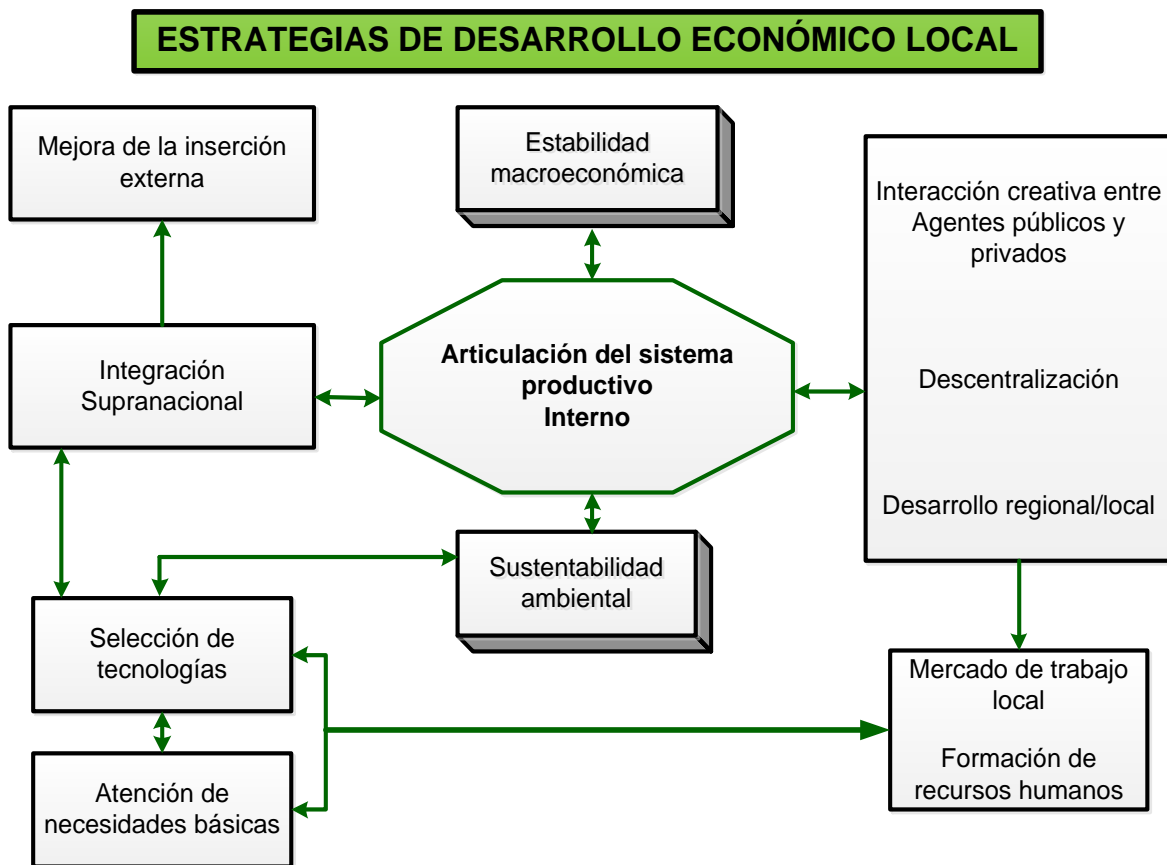 ESTRATEGIAS DE DESARROLLO ECONÓMICO LOCAL
Mejora de la inserción
externa
Estabilidad
macroeconómica
Interacción creativa entre
Agentes públicos y
privados
Descentralización
Desarrollo regional/local
Integración
Supranacional
Articulación del sistema
productivo
Interno
Sustentabilidad
ambiental
Selección de
tecnologías
Atención de
necesidades básicas
Mercado de trabajo
local
Formación de
recursos humanos